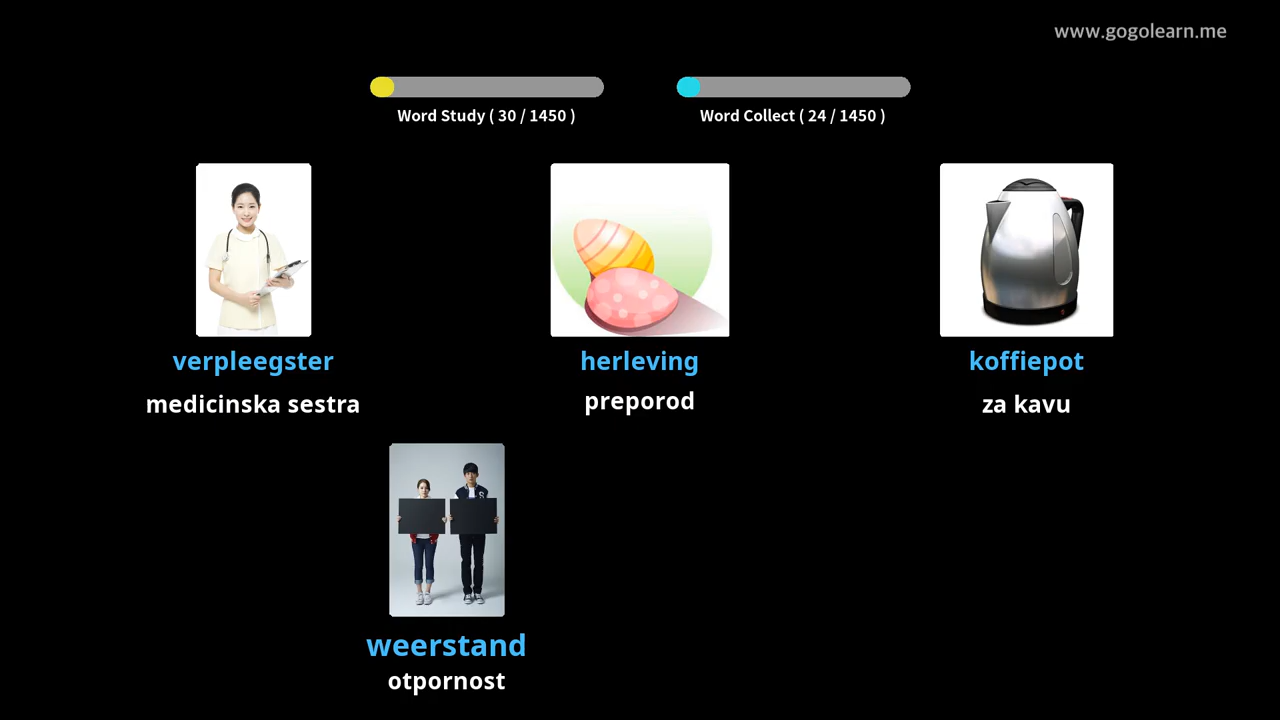 www.gogolearn.me
Word Study ( 30 / 1450 )
Word Collect ( 24 / 1450 )
verpleegster
medicinska sestra
herleving
preporod
koffiepot
za kavu
weerstand
otpornost